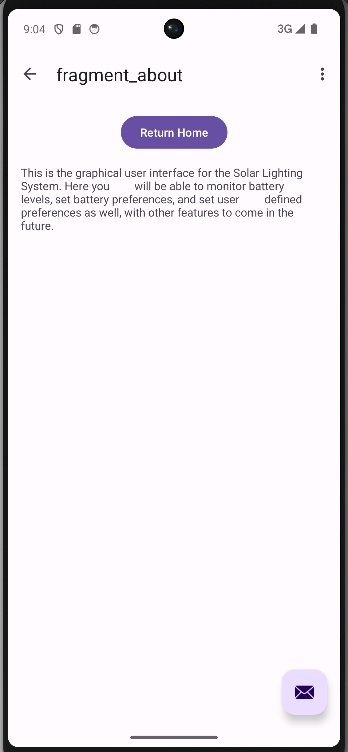 9:04
3G
fragment_about
Return Home
This is the graphical user interface for the Solar Lighting
System. Here you will be able to monitor battery
levels, set battery preferences, and set user defined
preferences as well, with other features to come in the
future.